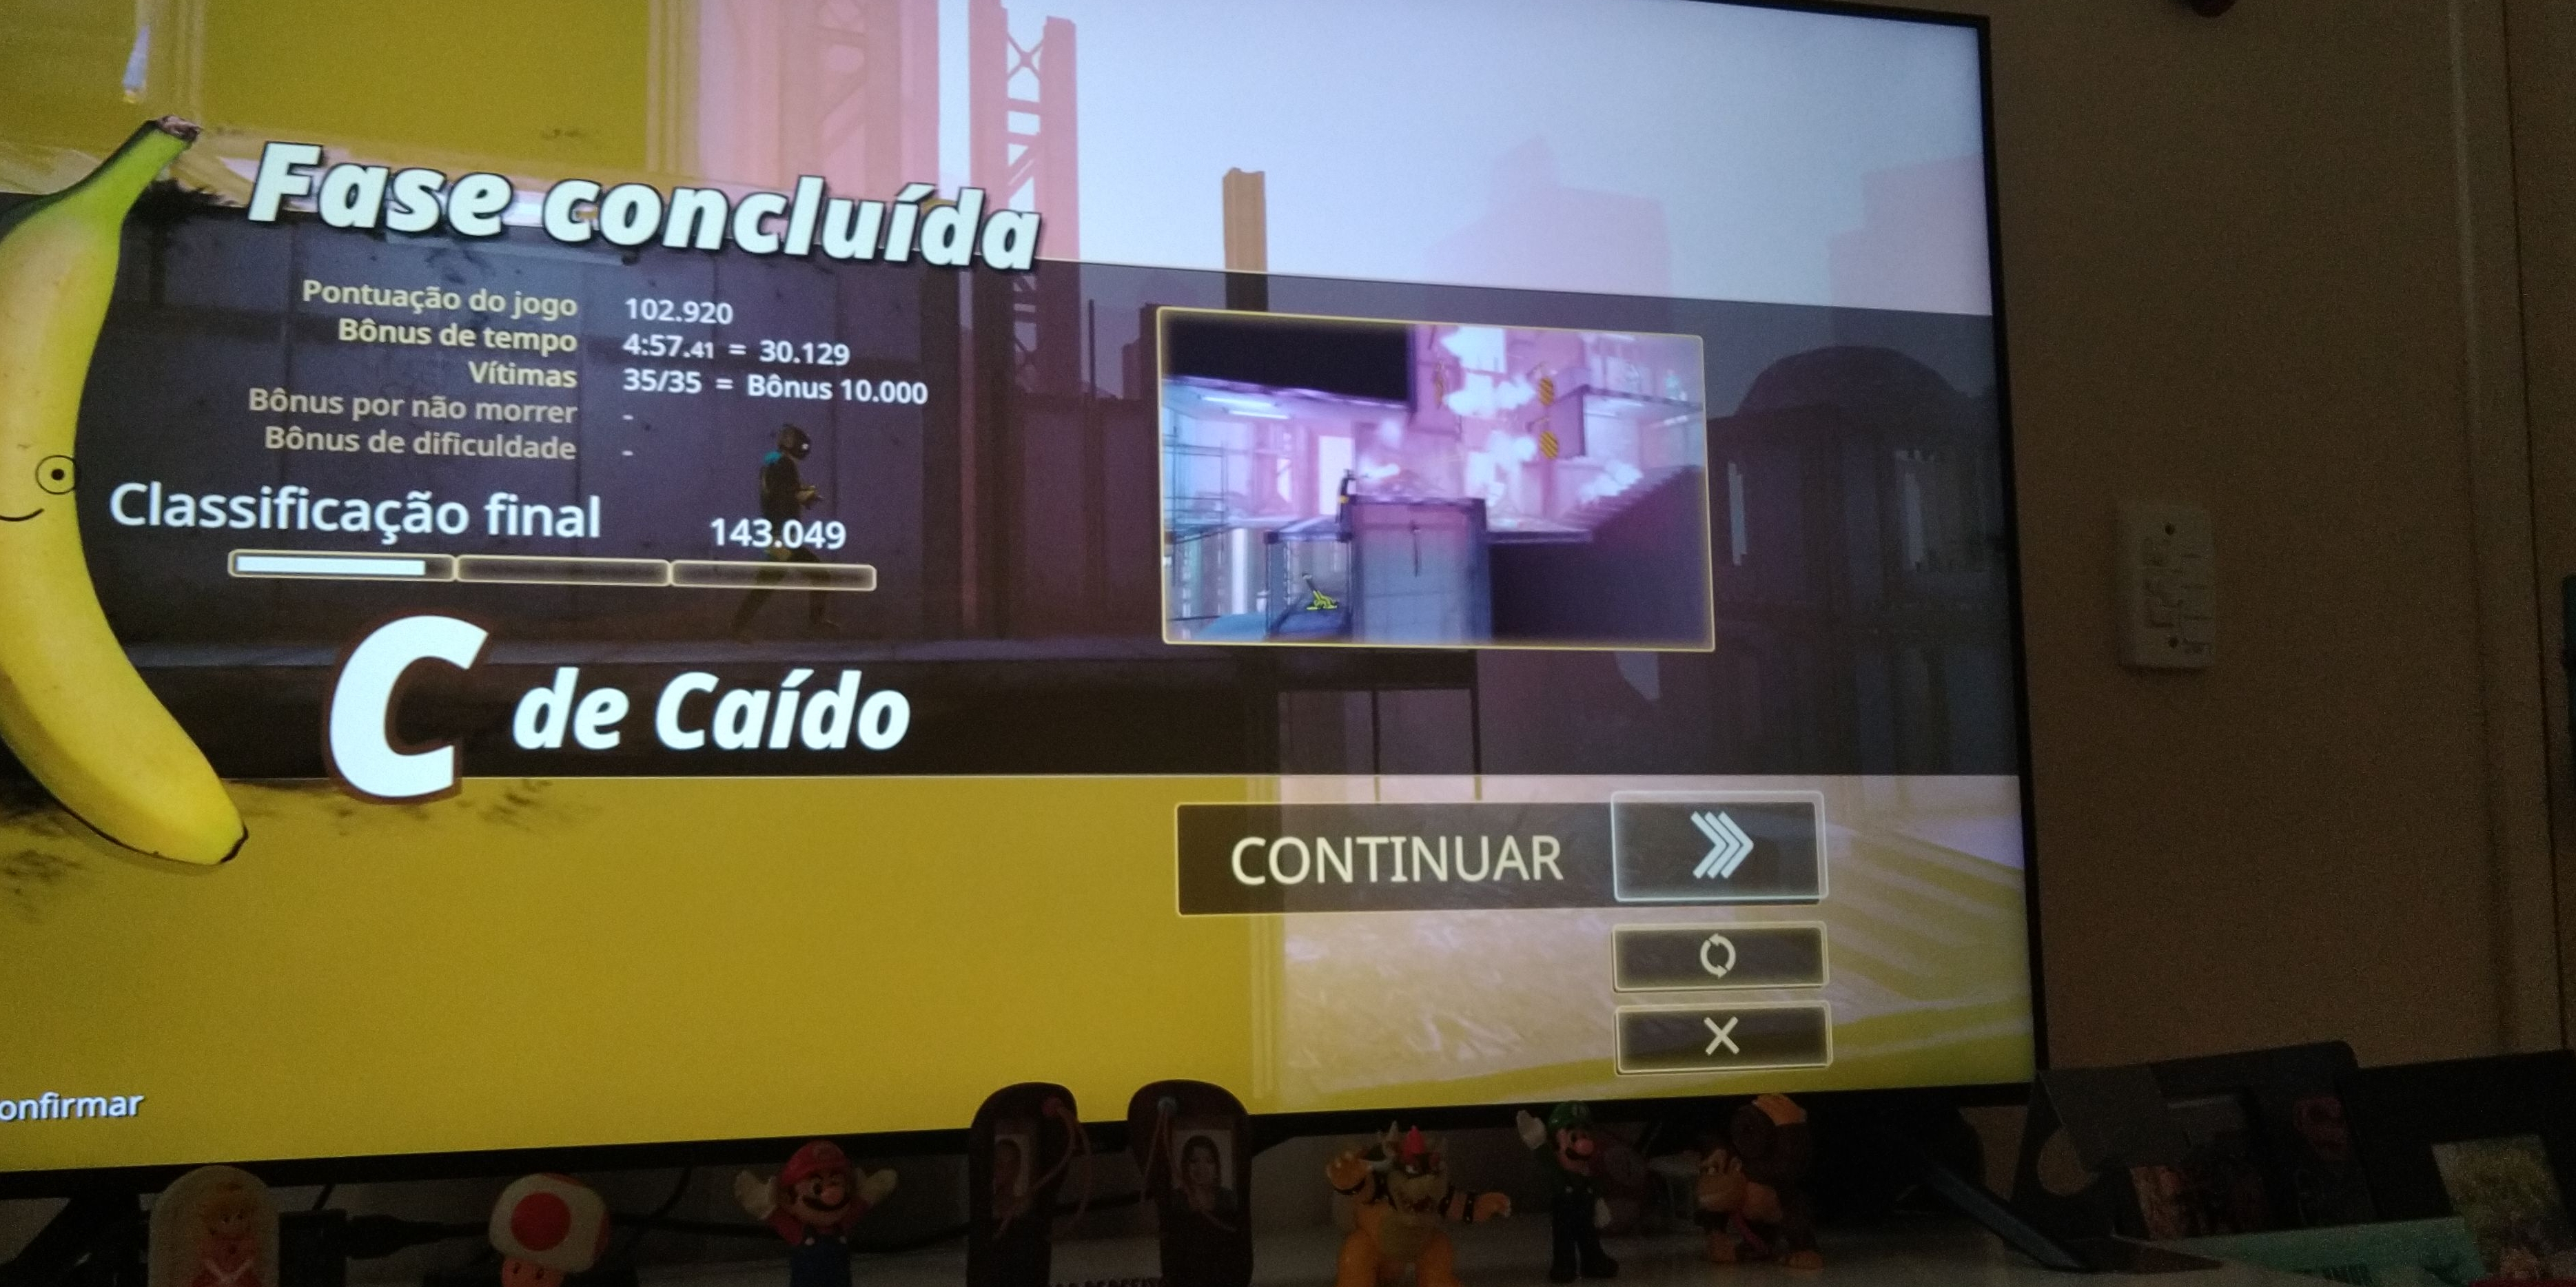 Fase concluída
Pontuação do jogo 102.920
Bônus de tempo 4:57.41 = 30.129
Vítimas 35/35 = Bônus 10.000
Bônus por não morrer -
Bônus de dificuldade -
Classificação final 143.049
C de Caído
CONTINUAR
onfirmar